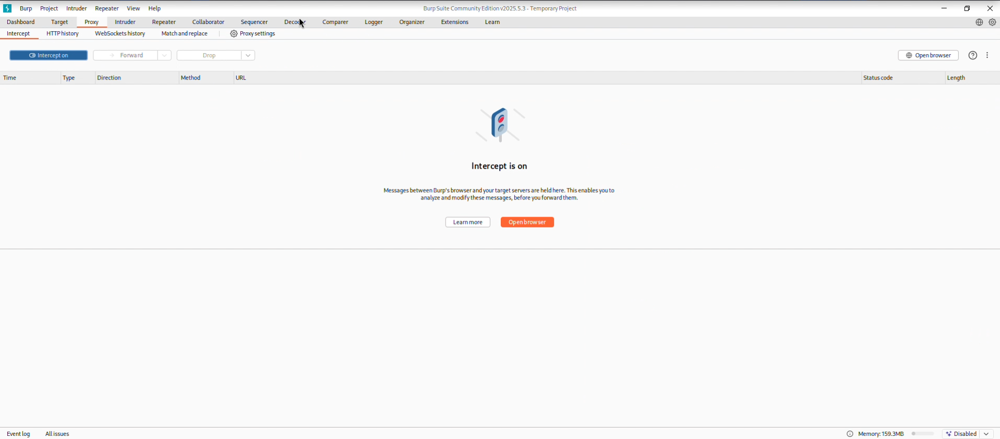 Burp Project Intruder Repeater View Help Burp Suite Community Edition v2025.5.3 - Temporary Project
Dashboard Target Proxy Intruder Repeater Collaborator Sequencer Decoder Comparer Logger Organizer Extensions Learn
Intercept HTTP history WebSockets history Match and replace Proxy settings
Intercept on Forward Drop Open browser
Time Type Direction Method URL Status code Length
Intercept is on
Messages between Burp's browser and your target servers are held here. This enables you to
analyze and modify these messages, before you forward them.
Learn more Open browser
Event log All issues Memory: 159.3MB Disabled